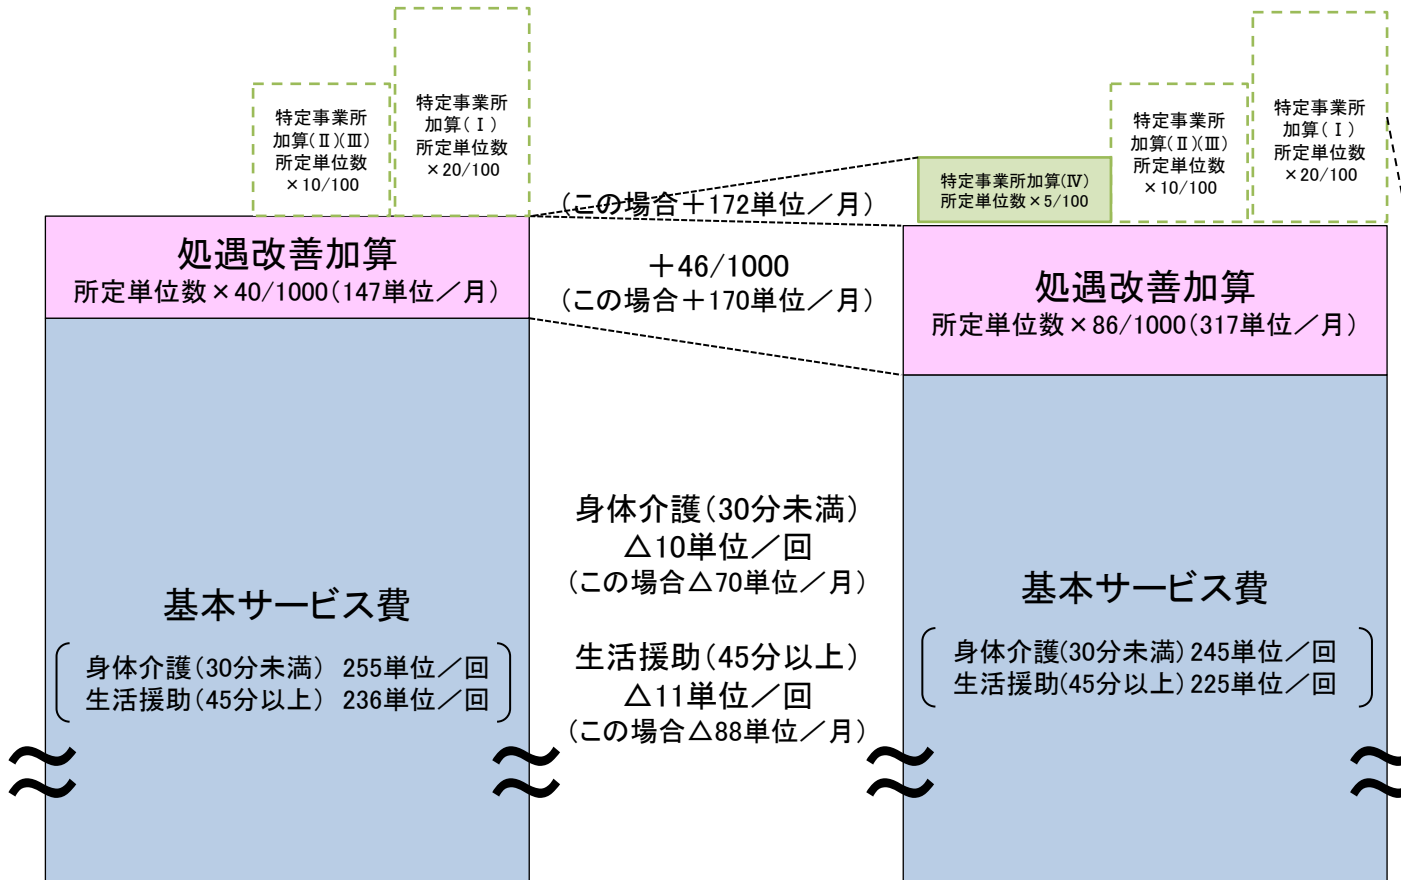 特定事業所
加算(Ⅱ)(Ⅲ)
所定単位数
×10/100
特定事業所
加算(Ⅰ)
所定単位数
×20/100
処遇改善加算
所定単位数×40/1000(147単位／月)
基本サービス費
身体介護(30分未満) 255単位／回
生活援助(45分以上) 236単位／回
(この場合＋172単位／月)
＋46/1000
(この場合＋170単位／月)
身体介護(30分未満)
△10単位／回
(この場合△70単位／月)
生活援助(45分以上)
△11単位／回
(この場合△88単位／月)
特定事業所加算(Ⅳ)
所定単位数×5/100
特定事業所
加算(Ⅱ)(Ⅲ)
所定単位数
×10/100
特定事業所
加算(Ⅰ)
所定単位数
×20/100
処遇改善加算
所定単位数×86/1000(317単位／月)
基本サービス費
身体介護(30分未満) 245単位／回
生活援助(45分以上) 225単位／回